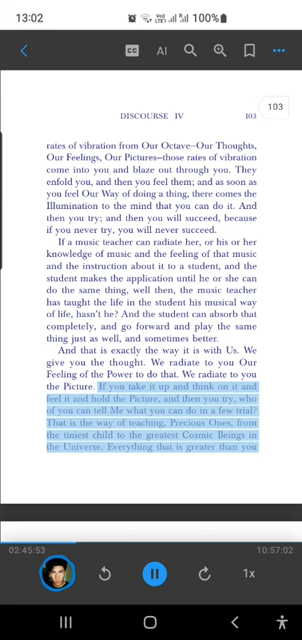 13:02
100%
CC AI
103
DISCOURSE IV 103
rates of vibration from Our Octave—Our Thoughts,
Our Feelings, Our Pictures—those rates of vibration
come into you and blaze out through you. They
enfold you, and then you feel them; and as soon as
you feel Our Way of doing a thing, there comes the
Illumination to the mind that you can do it. And
then you try; and then you will succeed, because
if you never try, you will never succeed.
If a music teacher can radiate her, or his or her
knowledge of music and the feeling of that music
and the instruction about it to a student, and the
student makes the application until he or she can
do the same thing, well then, the music teacher
has taught the life in the student his musical way
of life, hasn't he? And the student can absorb that
completely, and go forward and play the same
thing just as well, and sometimes better.
And that is exactly the way it is with Us. We
give you the thought. We radiate to you Our
Feeling of the Power to do that. We radiate to you
the Picture. If you take it up and think on it and
feel it and hold the Picture, and then you try, who
of you can tell Me what you can do in a few trial?
That is the way of teaching, Precious Ones, from
the tiniest child to the greatest Cosmic Beings in
the Universe. Everything that is greater than you
02:45:53 10:57:02
1x